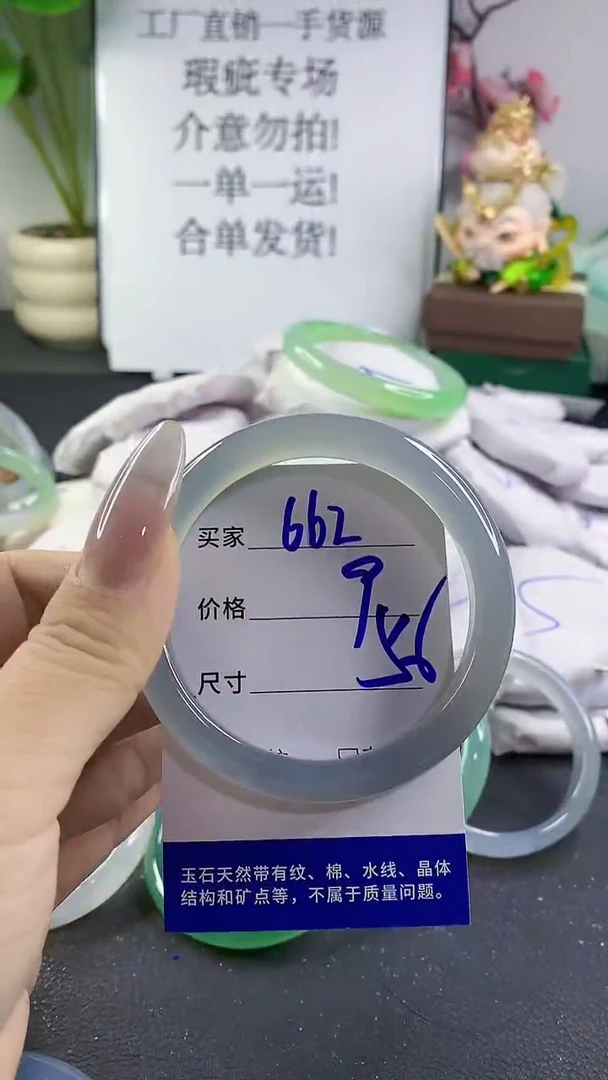 工厂直销一手货源
瑕疵专场
介意勿拍!
一单一运!
合单发货!
买家 662
价格
尺寸 56
玉石天然带有纹、棉、水线、晶体
结构和矿点等，不属于质量问题。